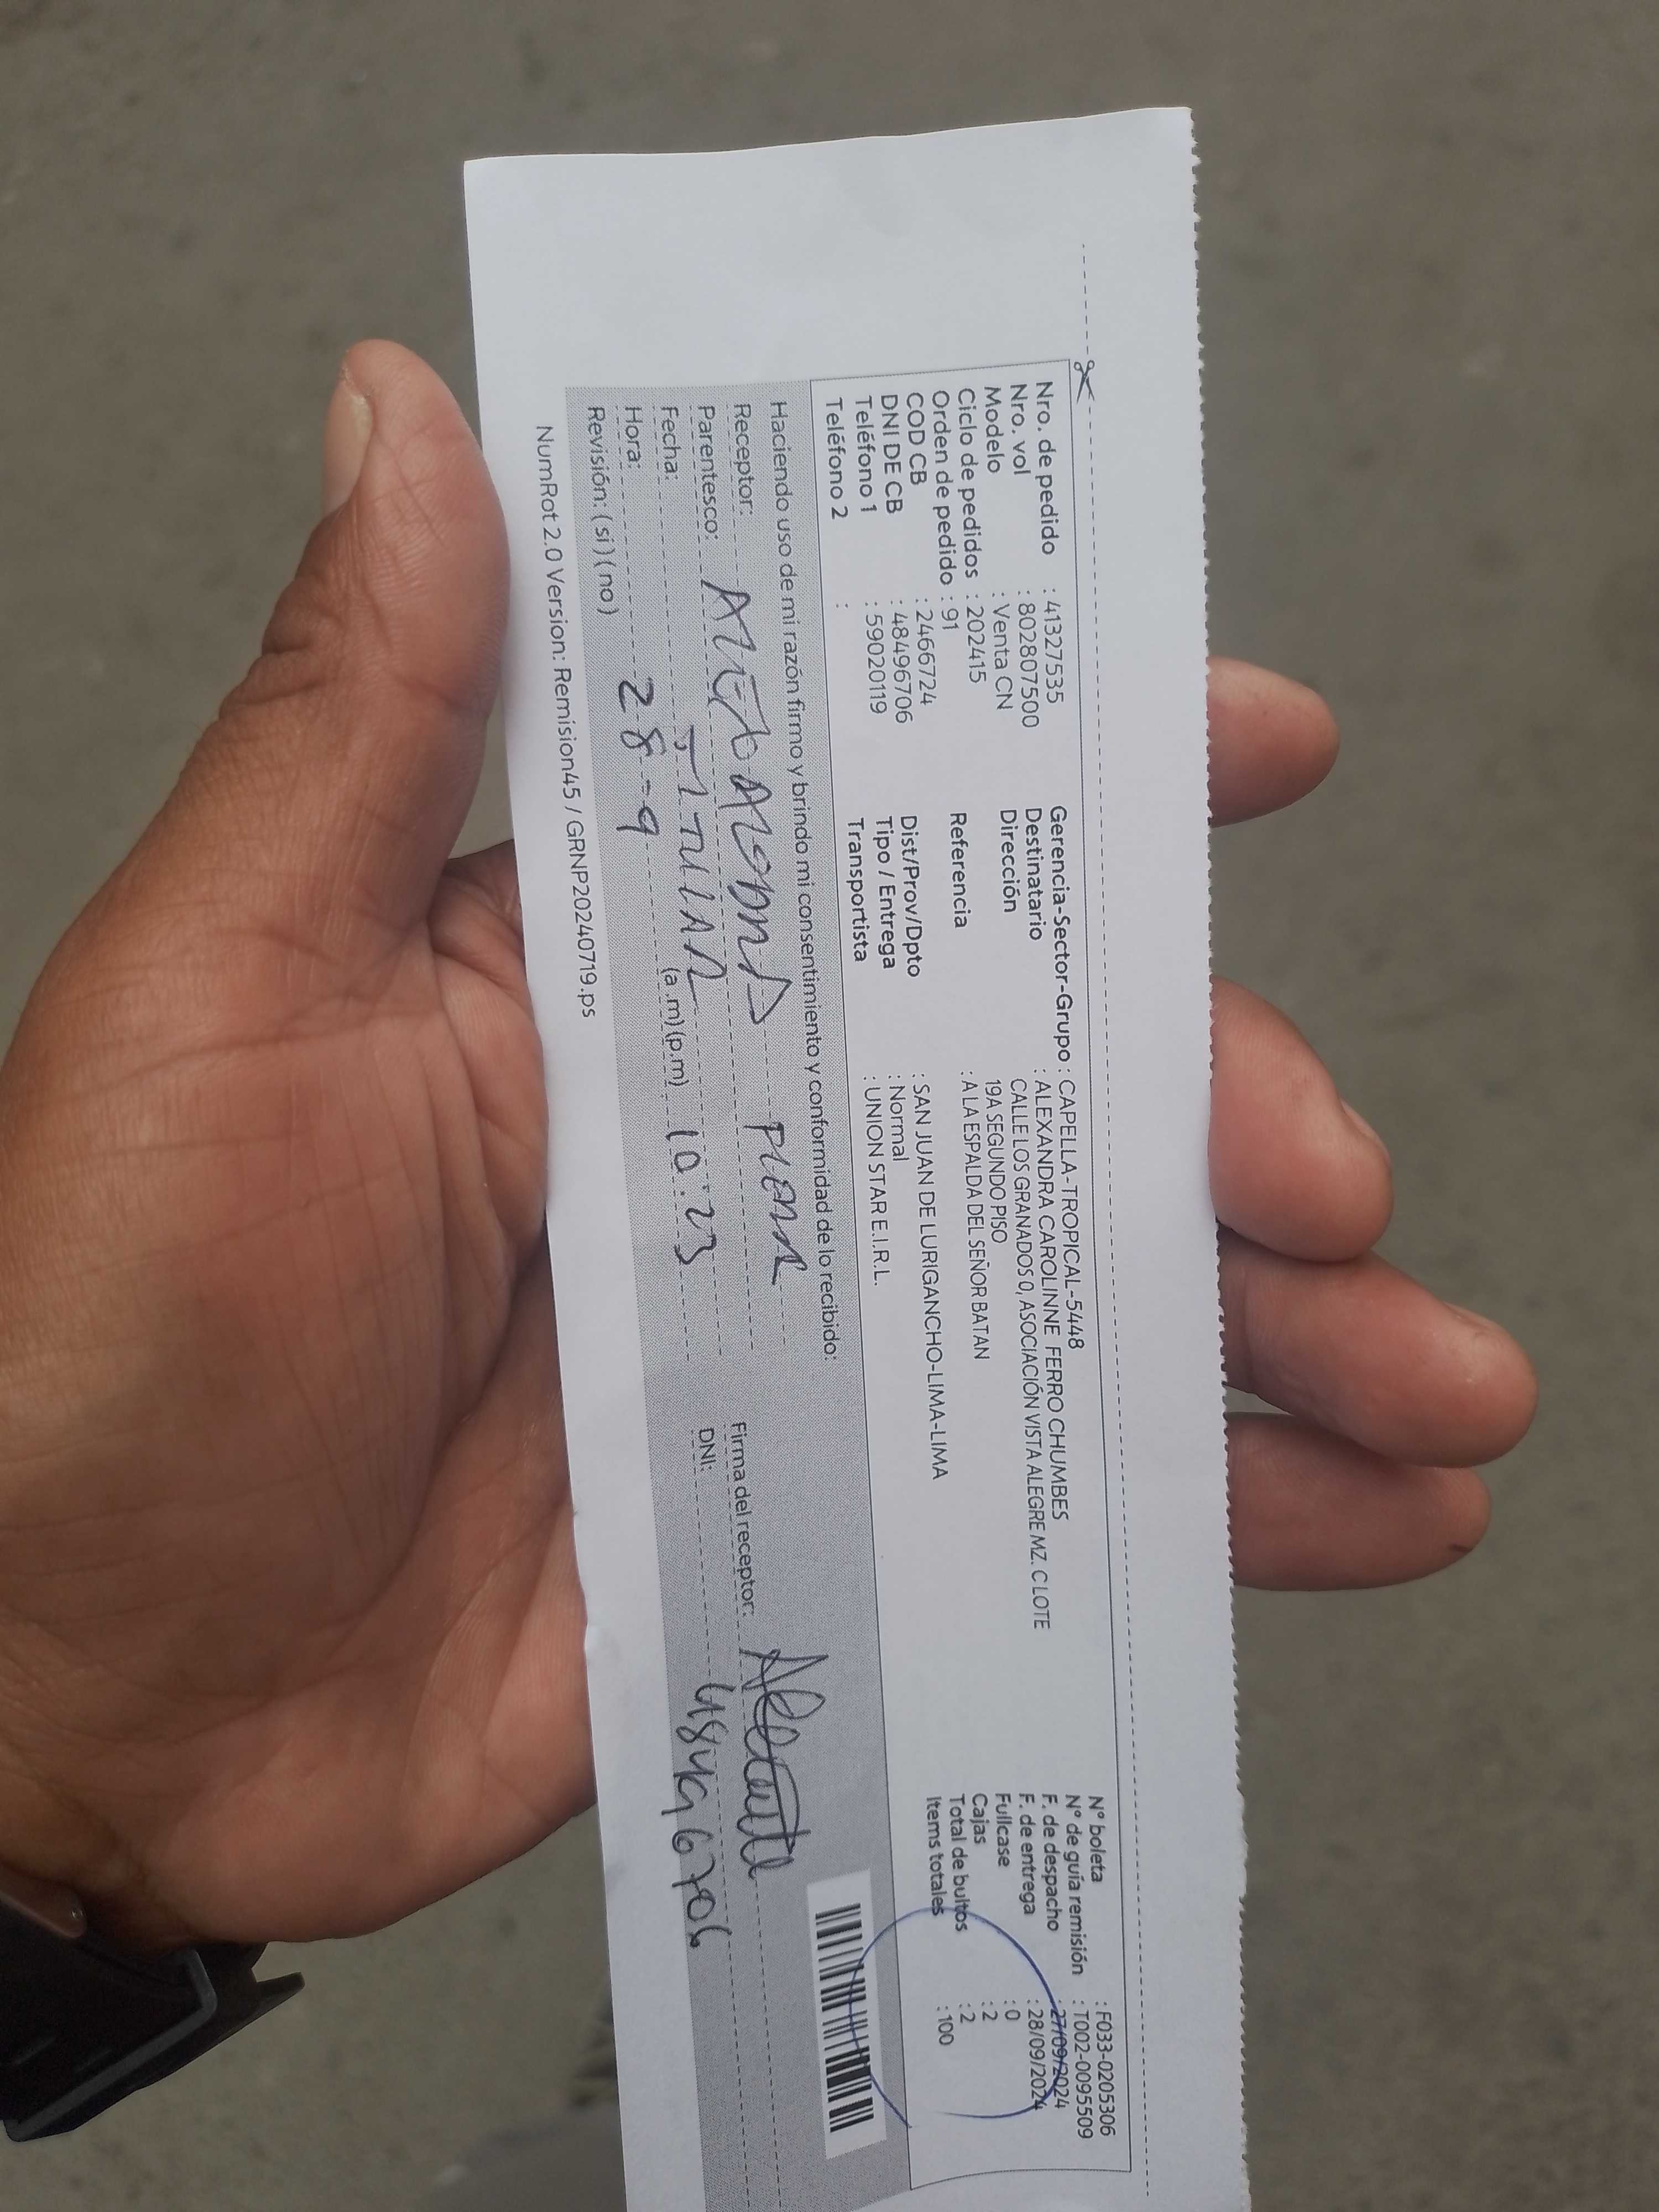 Nro. de pedido : 41327535
Nro. vol : 802807500
Modelo : Venta CN
Ciclo de pedidos : 202415
Orden de pedido : 91
COD CB : 2466724
DNI DE CB : 48496706
Teléfono 1 : 59020119
Teléfono 2 :
Gerencia-Sector-Grupo : CAPELLA-TROPICAL-5448
Destinatario : ALEXANDRA CAROLINNE FERRO CHUMBES
Dirección CALLE LOS GRANADOS 0, ASOCIACIÓN VISTA ALEGRE MZ. C LOTE
19A SEGUNDO PISO
Referencia : A LA ESPALDA DEL SEÑOR BATAN
Dist/Prov/Dpto : SAN JUAN DE LURIGANCHO-LIMA-LIMA
Tipo / Entrega : Normal
Transportista : UNION STAR E.I.R.L.
N° boleta : F033-0205306
N° de guía remisión : T002-0095509
F. de despacho : 27/09/2024
F. de entrega : 28/09/2024
Fullcase : 0
Cajas : 2
Total de bultos : 2
Items totales : 100
Haciendo uso de mi razón firmo y brindo mi consentimiento y conformidad de lo recibido:
Receptor:
Parentesco: TITULAR
Fecha: (a.m)(p.m) 10:23
Hora: 28-9
Revisión: ( si ) ( no )
Firma del receptor:
DNI: 48496706
NumRot 2.0 Version: Remision45 / GRNP20240719.ps